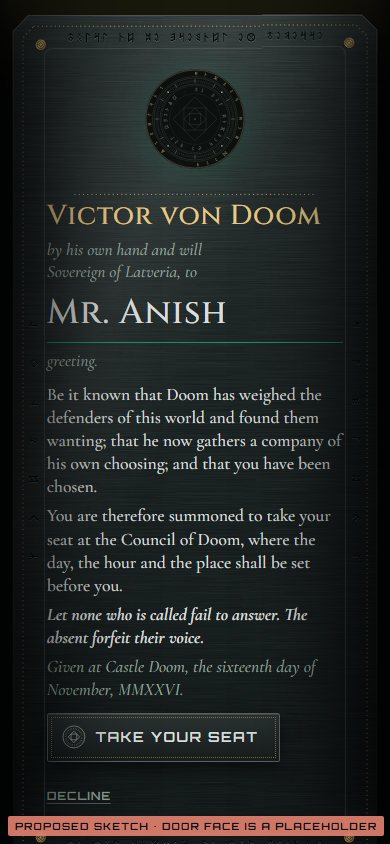 Victor von Doom
by his own hand and will
Sovereign of Latveria, to
Mr. Anish
greeting.
Be it known that Doom has weighed the
defenders of this world and found them
wanting; that he now gathers a company of
his own choosing; and that you have been
chosen.
You are therefore summoned to take your
seat at the Council of Doom, where the
day, the hour and the place shall be set
before you.
Let none who is called fail to answer. The
absent forfeit their voice.
Given at Castle Doom, the sixteenth day of
November, MMXXVI.
TAKE YOUR SEAT
DECLINE
PROPOSED SKETCH · DOOR FACE IS A PLACEHOLDER